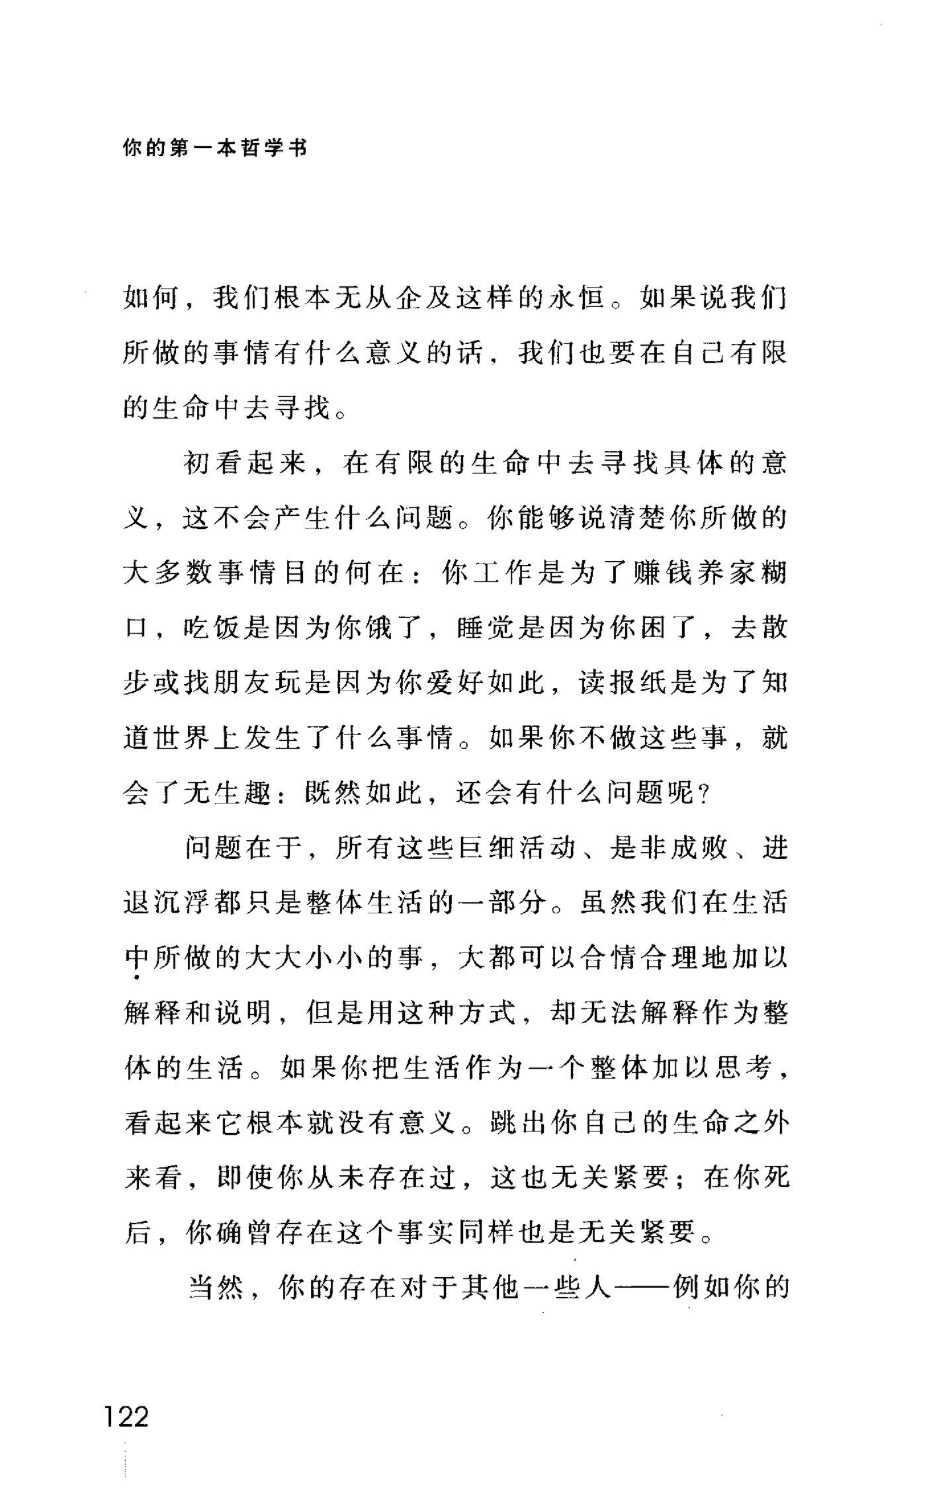 你的第一本哲学书
如何，我们根本无从企及这样的永恒。如果说我们
所做的事情有什么意义的话，我们也要在自己有限
的生命中去寻找。
初看起来，在有限的生命中去寻找具体的意
义，这不会产生什么问题。你能够说清楚你所做的
大多数事情目的何在：你工作是为了赚钱养家糊
口，吃饭是因为你饿了，睡觉是因为你困了，去散
步或找朋友玩是因为你爱好如此，读报纸是为了知
道世界上发生了什么事情。如果你不做这些事，就
会了无生趣：既然如此，还会有什么问题呢？
问题在于，所有这些巨细活动、是非成败、进
退沉浮都只是整体生活的一部分。虽然我们在生活
中所做的大大小小的事，大都可以合情合理地加以
解释和说明，但是用这种方式，却无法解释作为整
体的生活。如果你把生活作为一个整体加以思考，
看起来它根本就没有意义。跳出你自己的生命之外
来看，即使你从未存在过，这也无关紧要；在你死
后，你确曾存在这个事实同样也是无关紧要。
当然，你的存在对于其他一些人——例如你的
122